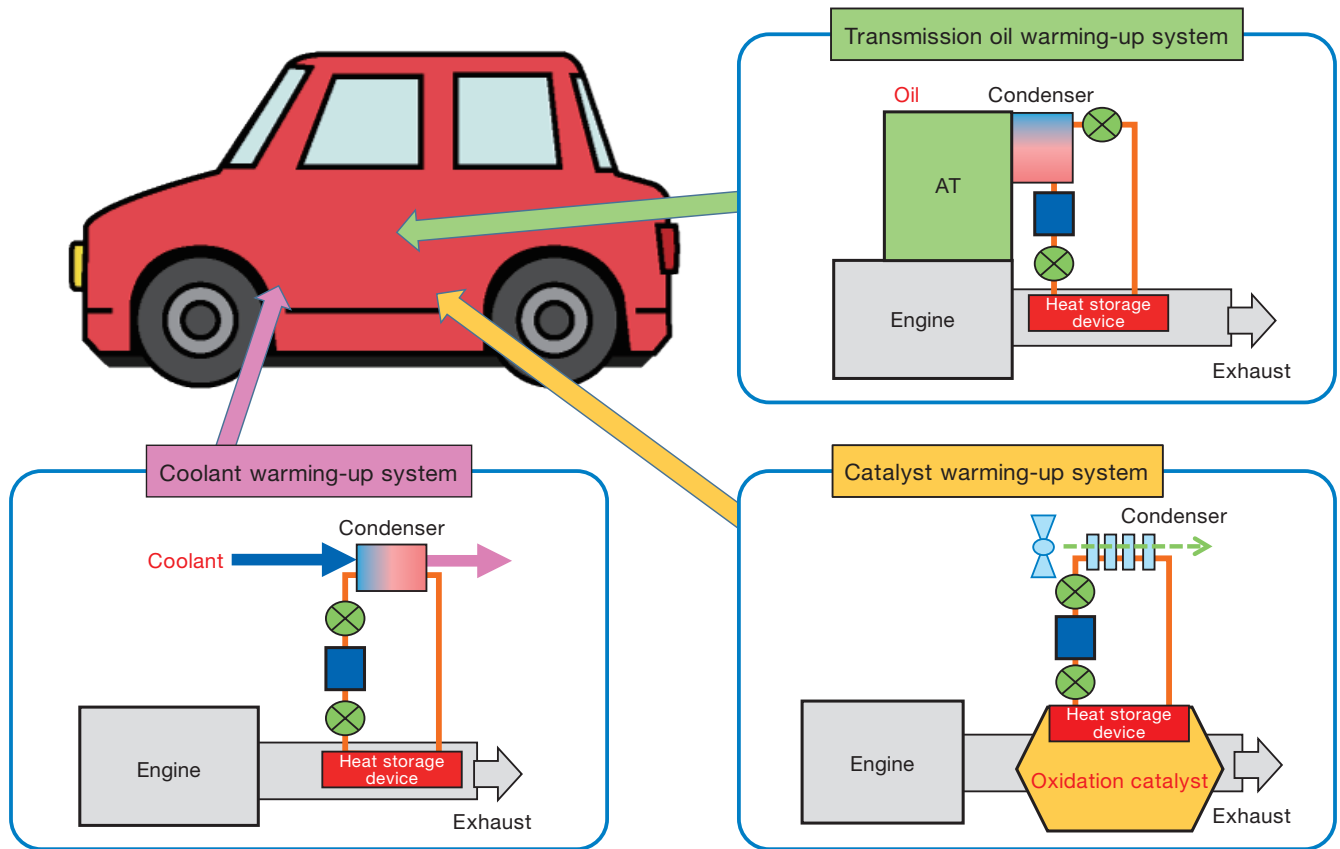 Transmission oil warming-up system
Oil
Condenser
AT
Engine
Heat storage
device
Exhaust
Coolant warming-up system
Condenser
Coolant
Engine
Heat storage
device
Exhaust
Catalyst warming-up system
Condenser
Heat storage
device
Engine
Oxidation catalyst
Exhaust